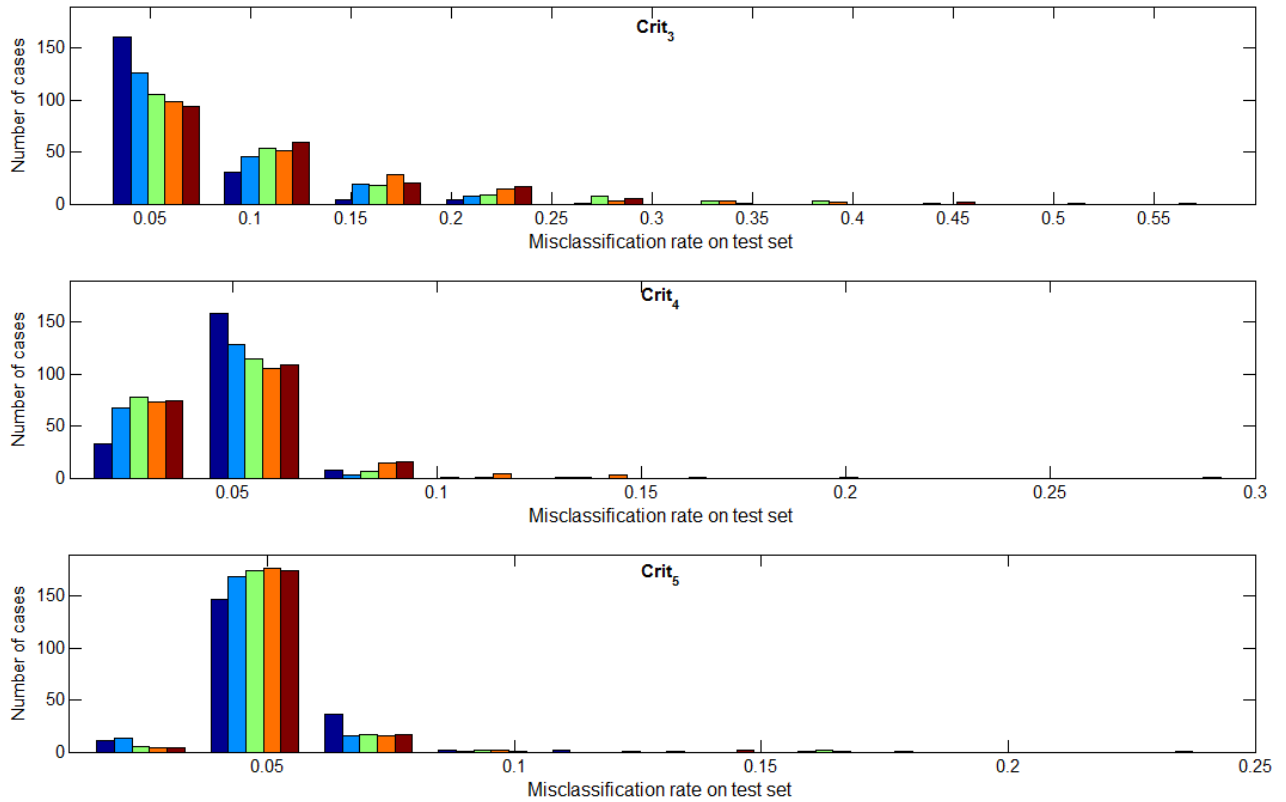 Crit3
Number of cases
150
100
50
0
0.05 0.1 0.15 0.2 0.25 0.3 0.35 0.4 0.45 0.5 0.55
Misclassification rate on test set
Crit4
Number of cases
150
100
50
0
0.05 0.1 0.15 0.2 0.25 0.3
Misclassification rate on test set
Crit5
Number of cases
150
100
50
0
0.05 0.1 0.15 0.2 0.25
Misclassification rate on test set